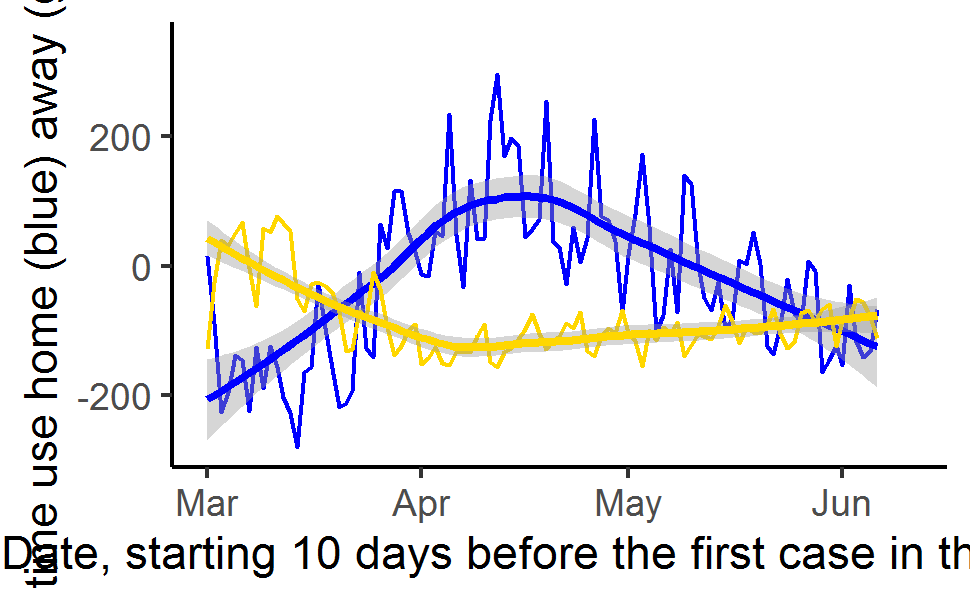 time use home (blue) away (
200
0
-200
Mar Apr May Jun
Date, starting 10 days before the first case in th